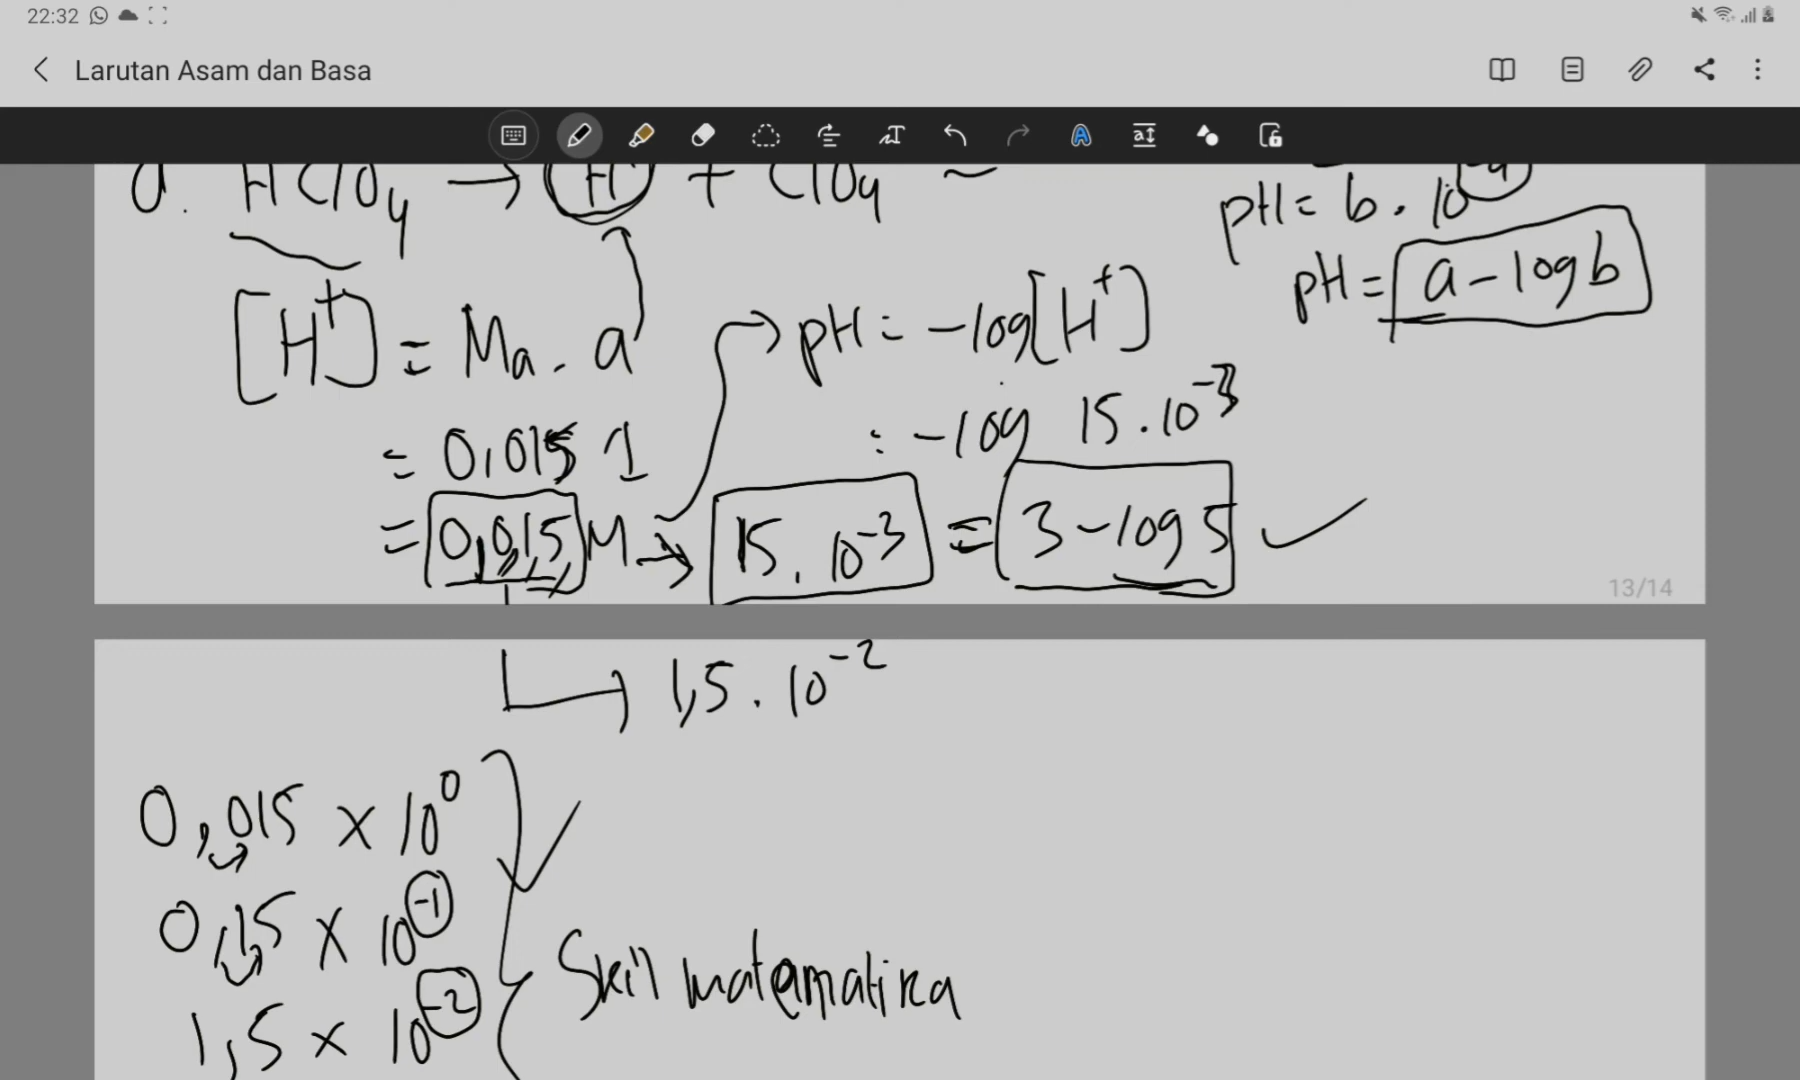 22:32
Larutan Asam dan Basa
d. HClO4 → H + ClO4 -
pH = b . 10
pH = a - log b
[H+] = Ma . a
pH = -log[H+]
= 0,015 1
= -log 15.10-3
= 0,015 M → 15. 10-3 = 3 - log 5
13/14
1,5 . 10-2
0,015 x 10^0
0,15 x 10^-1
Skil matematika
1,5 x 10^-2